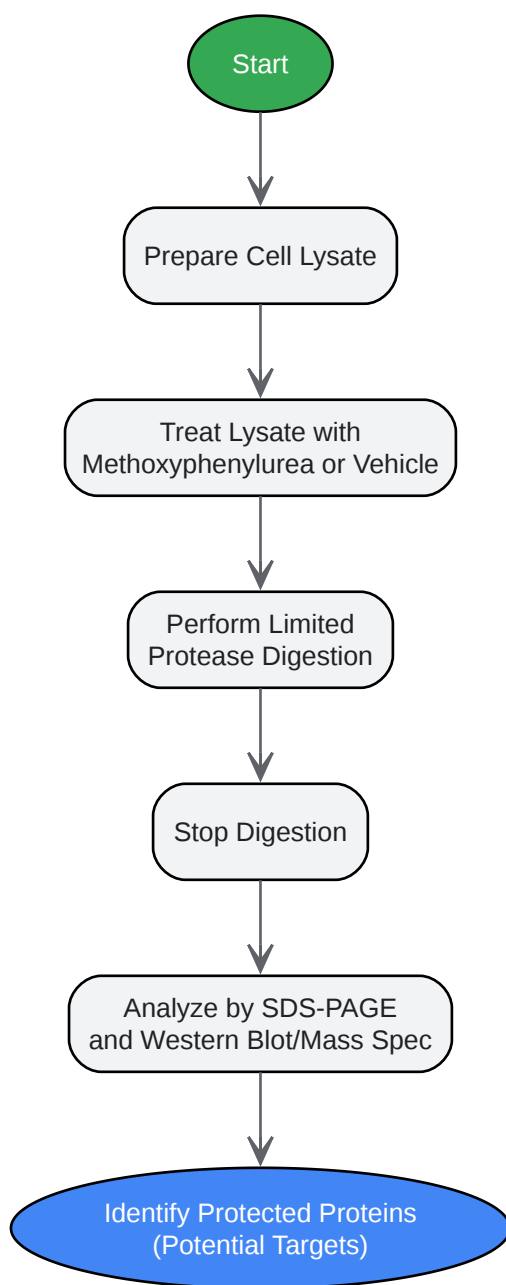 Start
Prepare Cell Lysate
Treat Lysate with
Methoxyphenylurea or Vehicle
Perform Limited
Protease Digestion
Stop Digestion
Analyze by SDS-PAGE
and Western Blot/Mass Spec
Identify Protected Proteins
(Potential Targets)